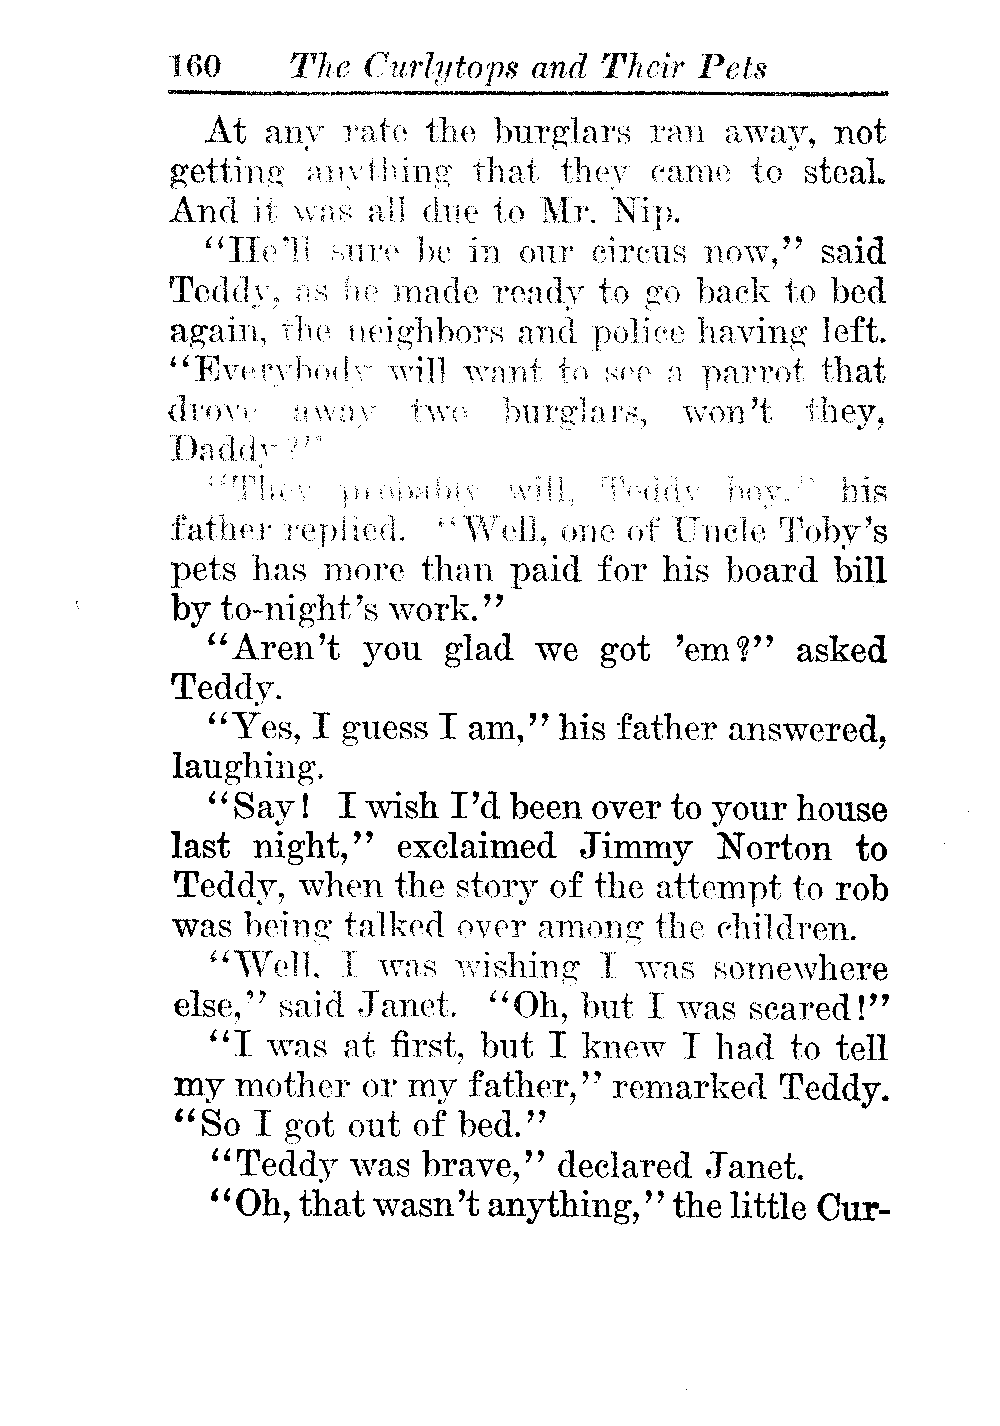 160 The Curlytops and Their Pets
At any rate the burglars ran away, not
getting anything that they came to steal.
And it was all due to Mr. Nip.
“He’ll sure be in our circus now,” said
Teddy, as he made ready to go back to bed
again, the neighbors and police having left.
“Everybody will want to see a parrot that
drove away two burglars, won’t they,
Daddy?”
“They probably will, Teddy boy,” his
father replied. “Well, one of Uncle Toby’s
pets has more than paid for his board bill
by to-night’s work.”
“Aren’t you glad we got ’em?” asked
Teddy.
“Yes, I guess I am,” his father answered,
laughing.
“Say! I wish I’d been over to your house
last night,” exclaimed Jimmy Norton to
Teddy, when the story of the attempt to rob
was being talked over among the children.
“Well, I was wishing I was somewhere
else,” said Janet. “Oh, but I was scared!”
“I was at first, but I knew I had to tell
my mother or my father,” remarked Teddy.
“So I got out of bed.”
“Teddy was brave,” declared Janet.
“Oh, that wasn’t anything,” the little Cur-